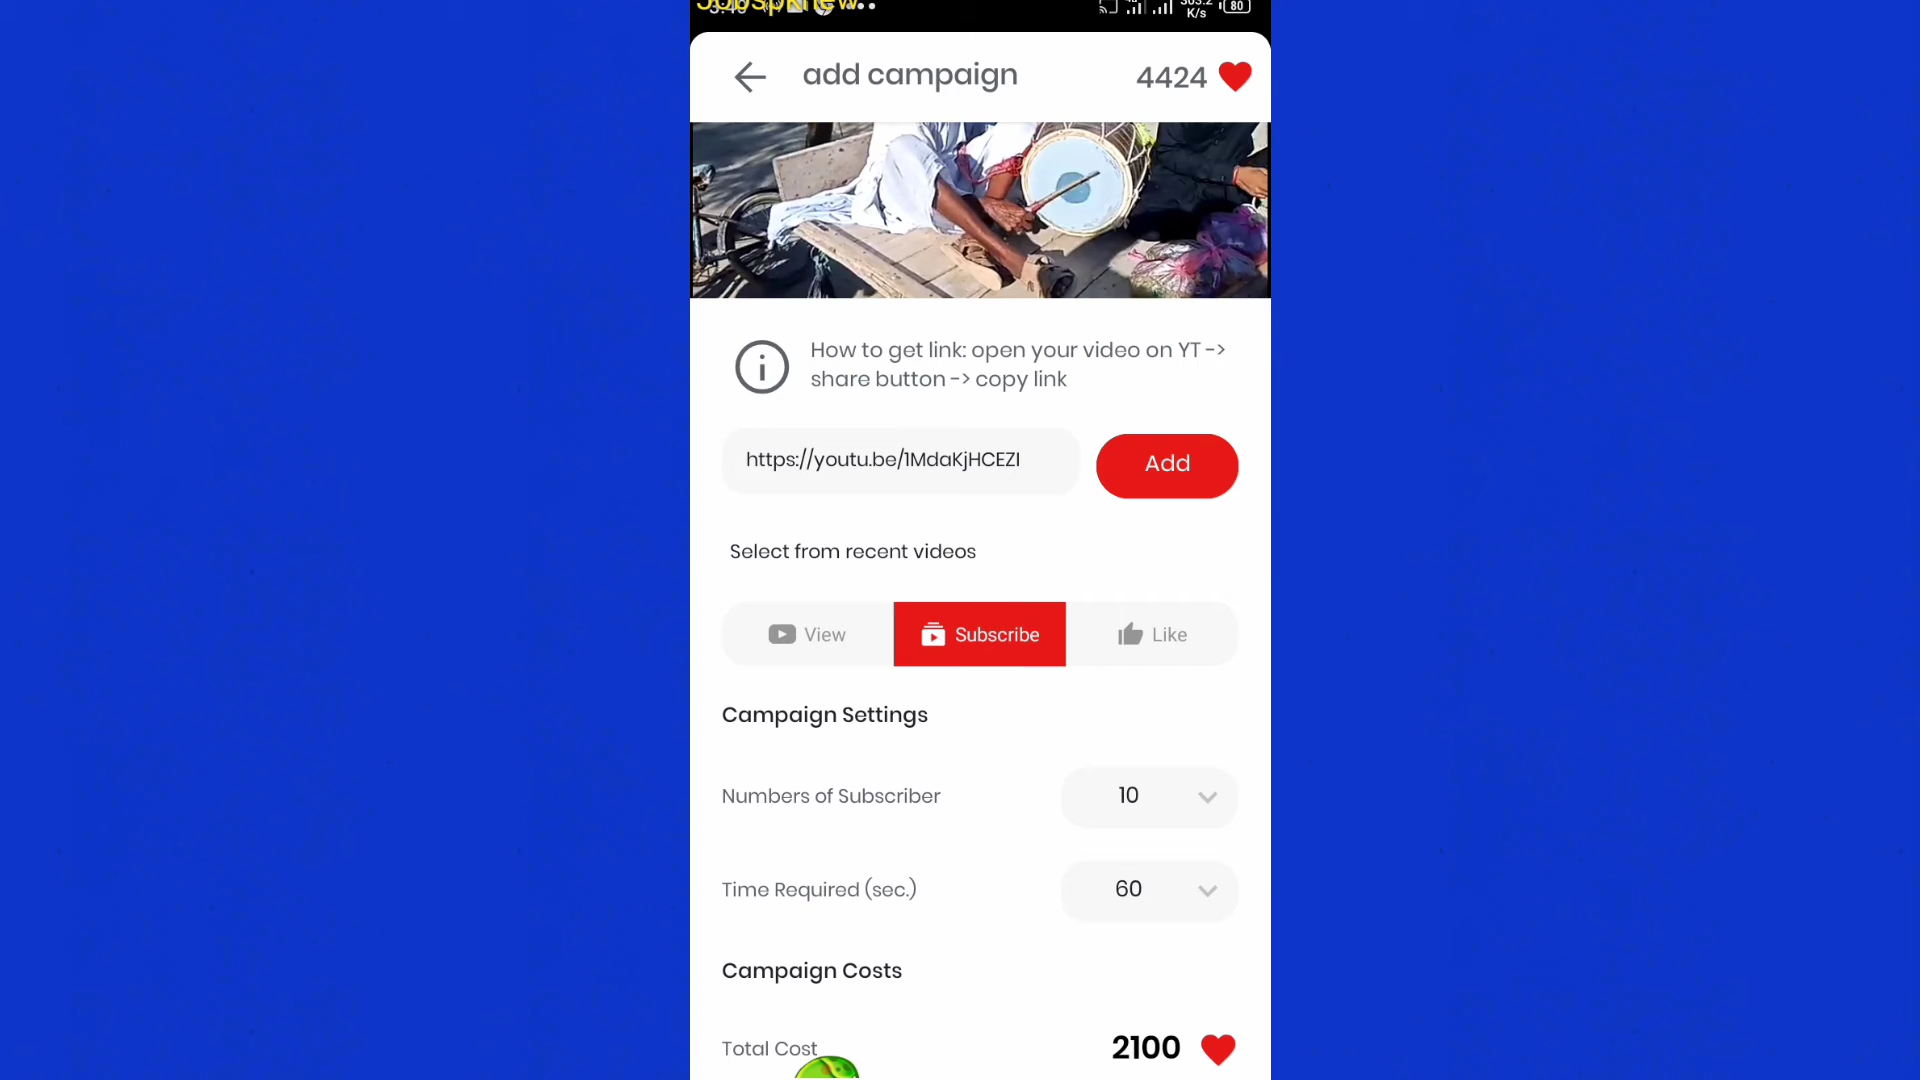 80
K/s
add campaign 4424
How to get link: open your video on YT ->
share button -> copy link
https://youtu.be/1MdaKjHCEZI Add
Select from recent videos
View Subscribe Like
Campaign Settings
Numbers of Subscriber 10
Time Required (sec.) 60
Campaign Costs
Total Cost 2100